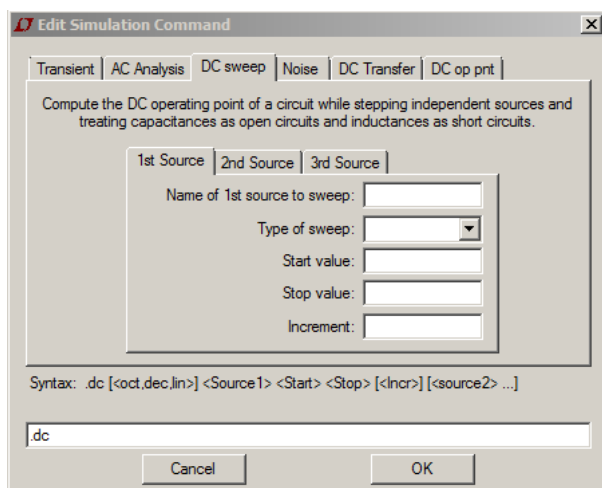 Edit Simulation Command
Transient AC Analysis DC sweep Noise DC Transfer DC op pnt
Compute the DC operating point of a circuit while stepping independent sources and
treating capacitances as open circuits and inductances as short circuits.
1st Source 2nd Source 3rd Source
Name of 1st source to sweep:
Type of sweep:
Start value:
Stop value:
Increment:
Syntax: .dc [<oct,dec,lin>] <Source1> <Start> <Stop> [<Incr>] [<source2> ...]
.dc
Cancel OK